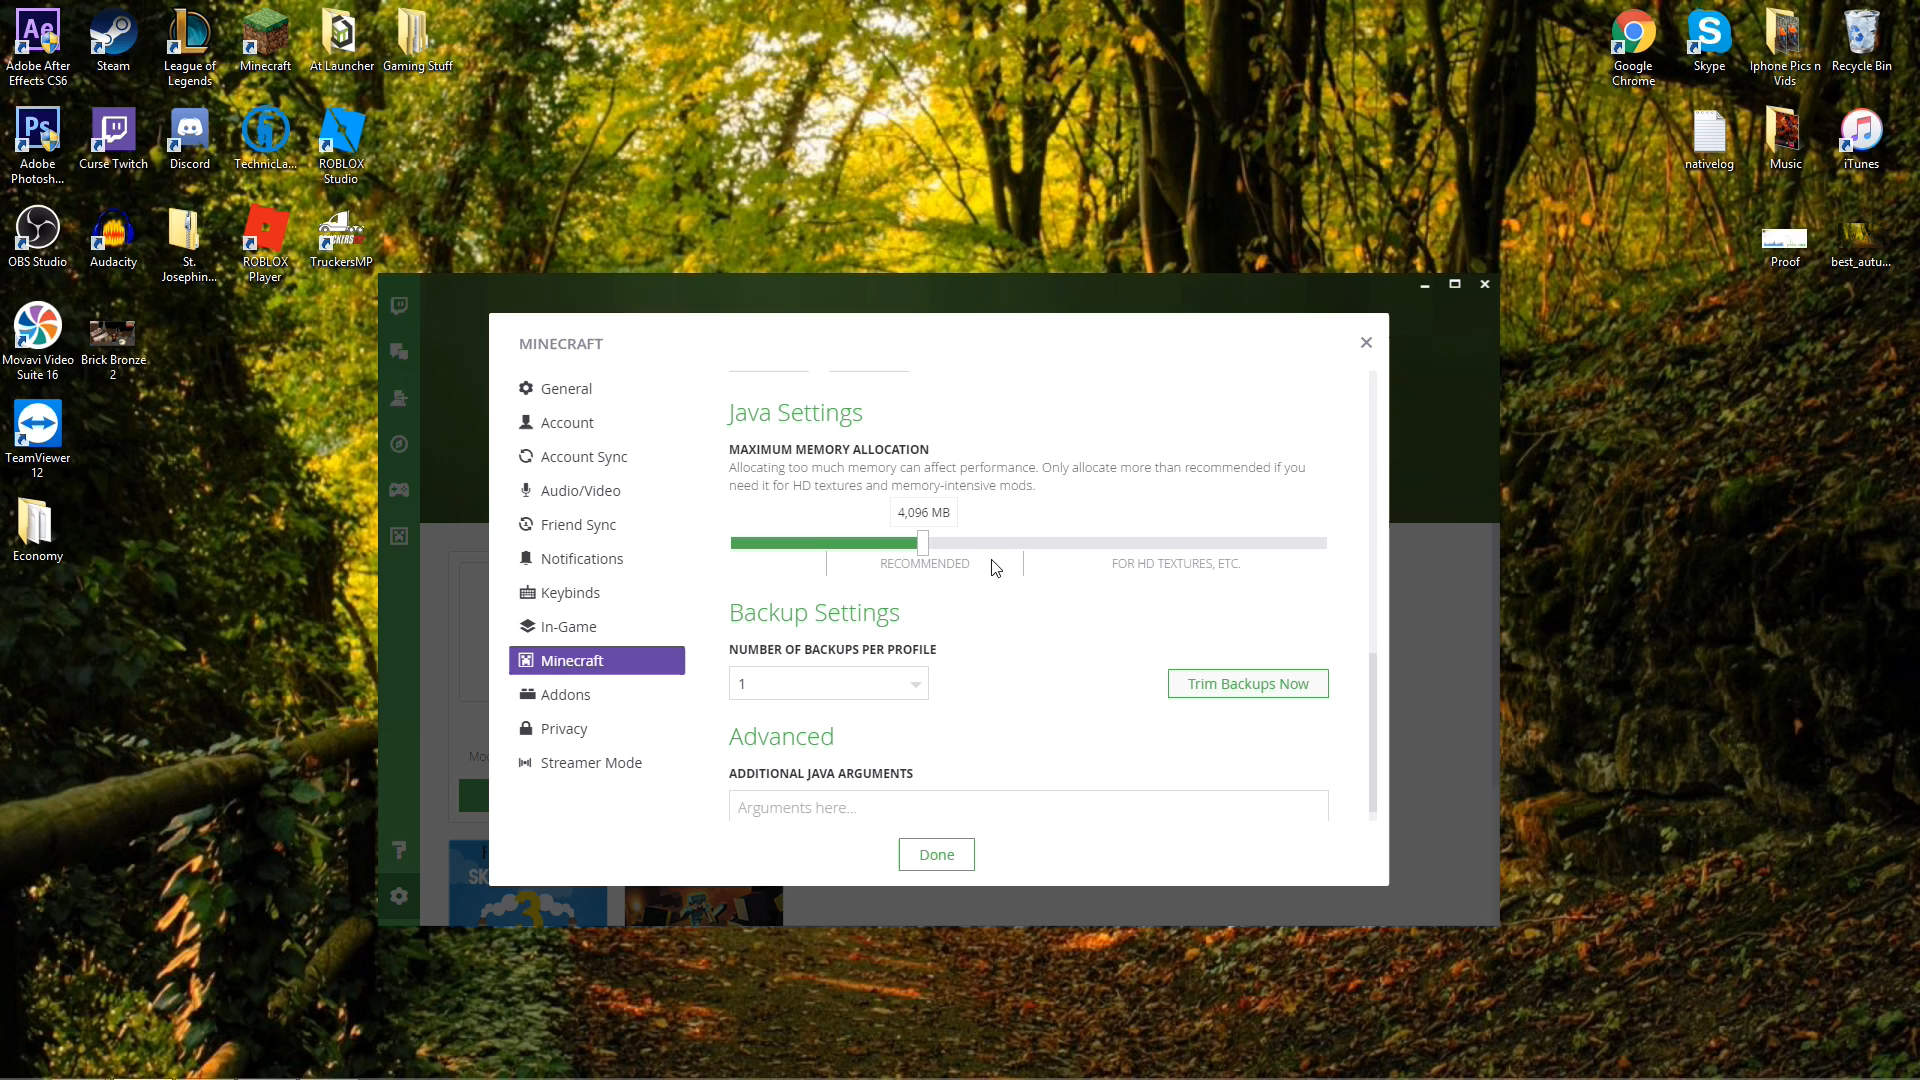 Adobe After
Effects CS6
Steam
League of
Legends
Minecraft
At Launcher
Gaming Stuff
Google
Chrome
Skype
Iphone Pics n
Vids
Recycle Bin
Adobe
Photosh...
Curse Twitch
Discord
TechnicLa...
ROBLOX
Studio
nativelog
Music
iTunes
OBS Studio
Audacity
St.
Josephin...
ROBLOX
Player
TruckersMP
Proof
best_autu...
Movavi Video
Suite 16
Brick Bronze
2
TeamViewer
12
Economy
MINECRAFT
General
Account
Account Sync
Audio/Video
Friend Sync
Notifications
Keybinds
In-Game
Minecraft
Addons
Privacy
Streamer Mode
Java Settings
MAXIMUM MEMORY ALLOCATION
Allocating too much memory can affect performance. Only allocate more than recommended if you
need it for HD textures and memory-intensive mods.
4,096 MB
RECOMMENDED
FOR HD TEXTURES, ETC.
Backup Settings
NUMBER OF BACKUPS PER PROFILE
1
Trim Backups Now
Advanced
ADDITIONAL JAVA ARGUMENTS
Arguments here...
Done
SK
3